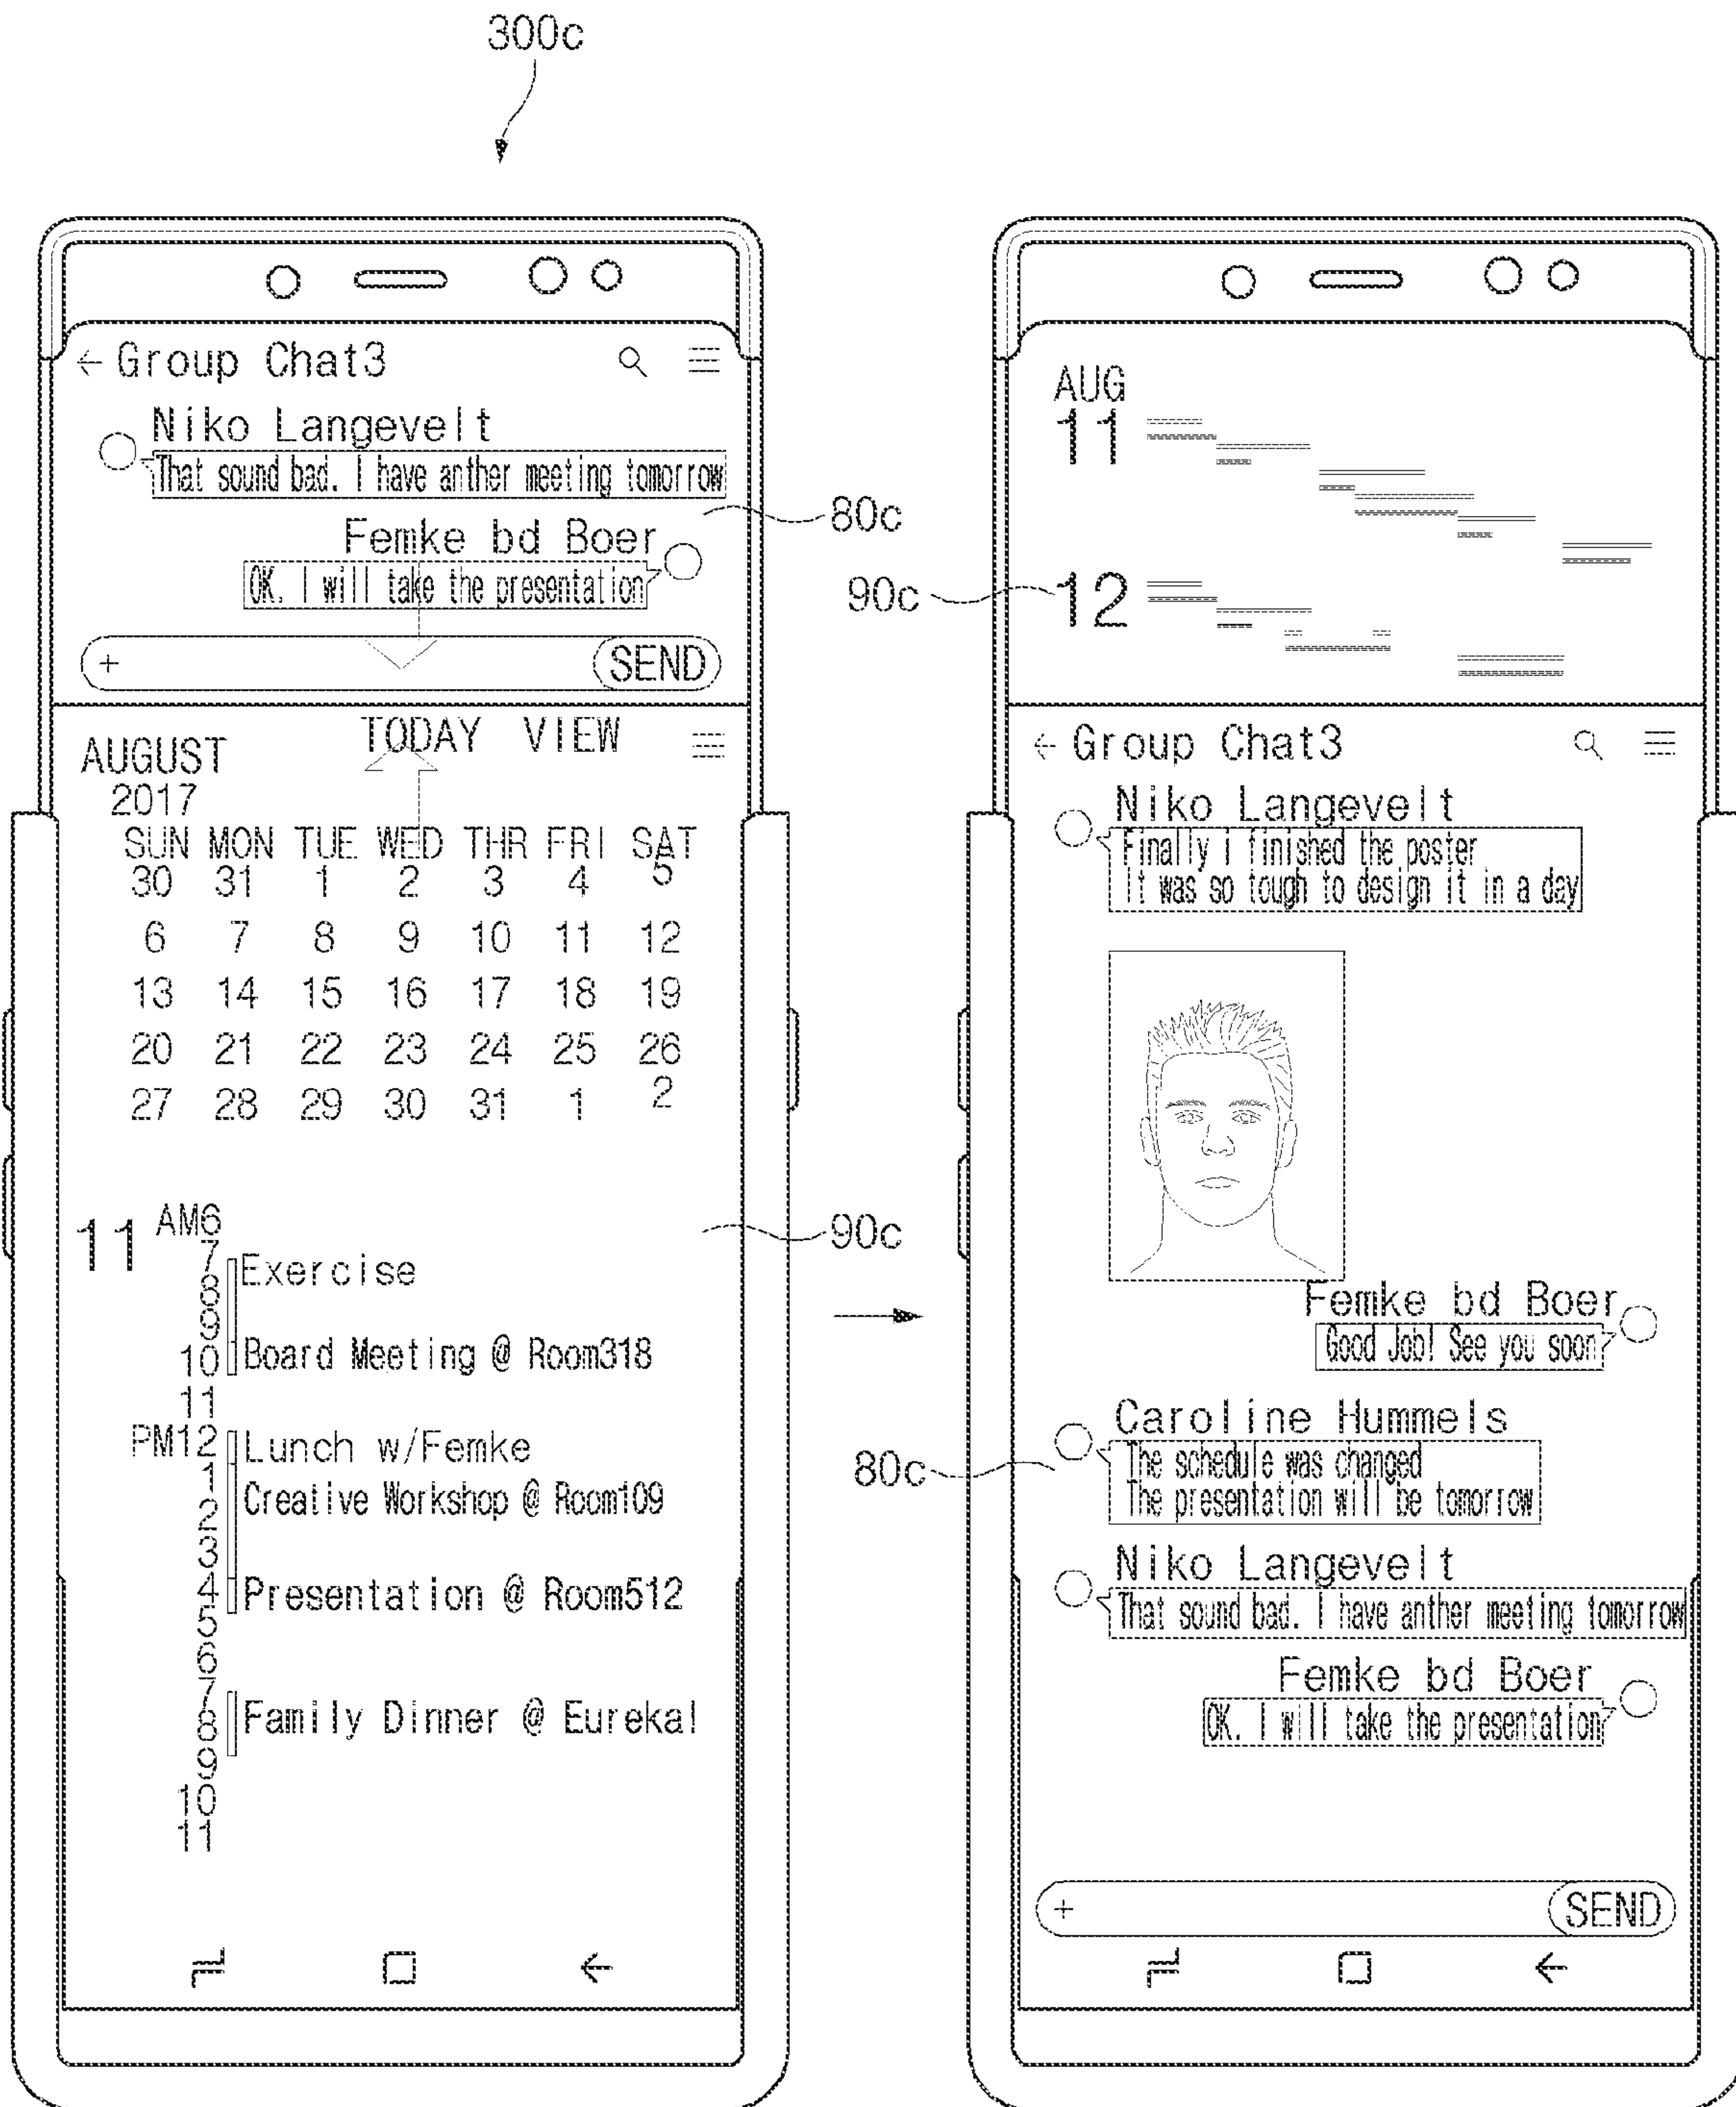 300c
← Group Chat3
Niko Langevelt
That sound bad. I have anther meeting tomorrow
80c
Femke bd Boer
OK. I will take the presentation
+ SEND
TODAY VIEW
AUGUST
2017
SUN MON TUE WED THR FRI SAT
30 31 1 2 3 4 5
6 7 8 9 10 11 12
13 14 15 16 17 18 19
20 21 22 23 24 25 26
27 28 29 30 31 1 2
11 AM6
7
Exercise
8
9
10 Board Meeting @ Room318
11
PM12 Lunch w/Femke
1
Creative Workshop @ Room109
2
3
4 Presentation @ Room512
5
6
7
8 Family Dinner @ Eureka!
9
10
11
90c
AUG
11
90c
12
← Group Chat3
Niko Langevelt
Finally i finished the poster
It was so tough to design it in a day
Femke bd Boer
Good Job! See you soon
Caroline Hummels
80c
The schedule was changed
The presentation will be tomorrow
Niko Langevelt
That sound bad. I have anther meeting tomorrow
Femke bd Boer
OK. I will take the presentation
+ SEND